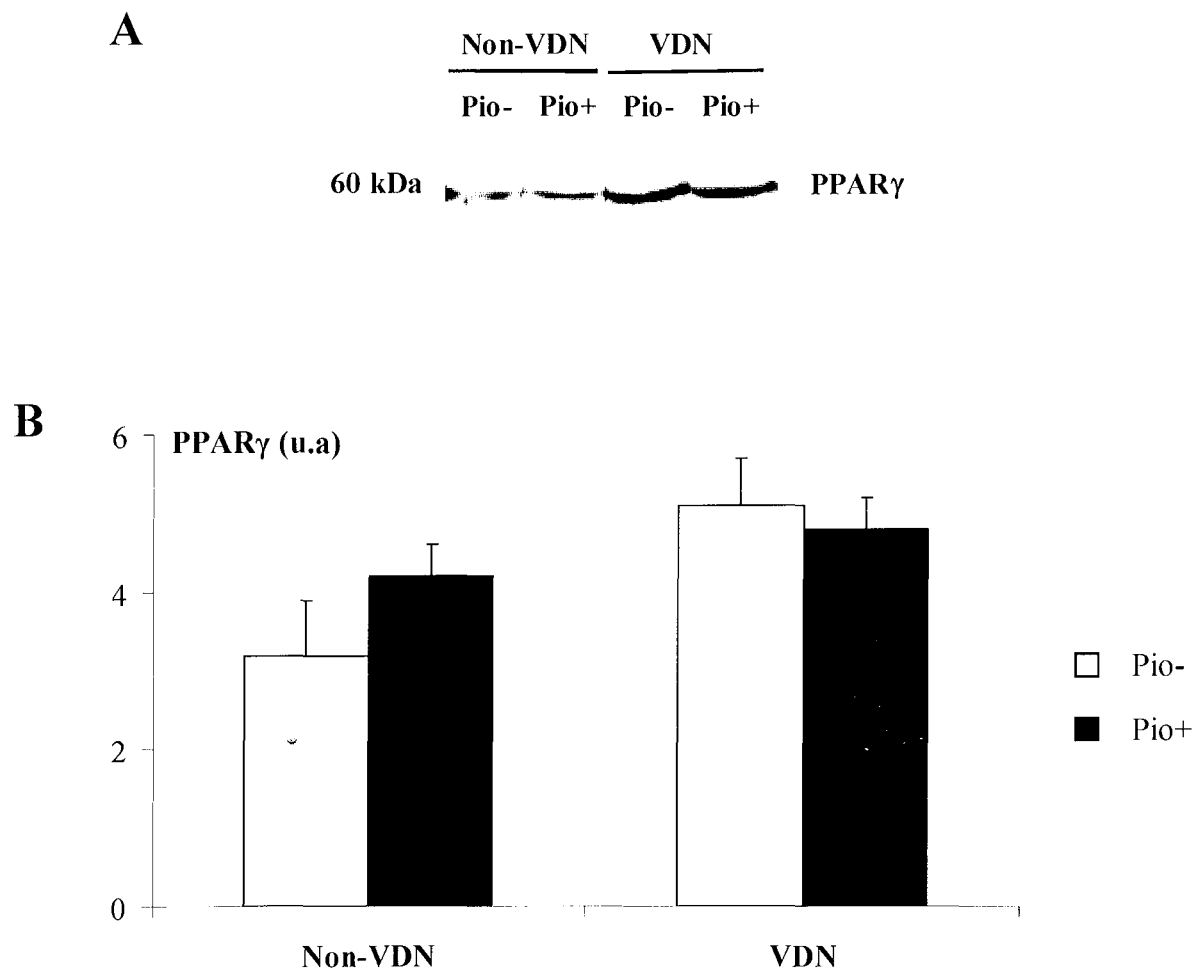 A
Non-VDN VDN
Pio- Pio+ Pio- Pio+
60 kDa PPARγ
B
PPARγ (u.a)
6
4
2
0
Non-VDN VDN
Pio-
Pio+